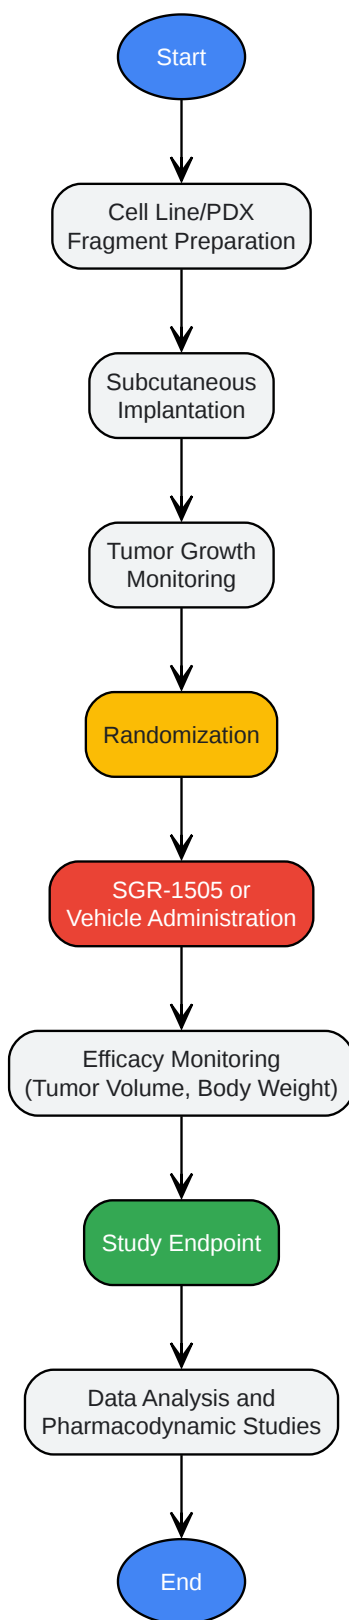 Start
Cell Line/PDX
Fragment Preparation
Subcutaneous
Implantation
Tumor Growth
Monitoring
Randomization
SGR-1505 or
Vehicle Administration
Efficacy Monitoring
(Tumor Volume, Body Weight)
Study Endpoint
Data Analysis and
Pharmacodynamic Studies
End